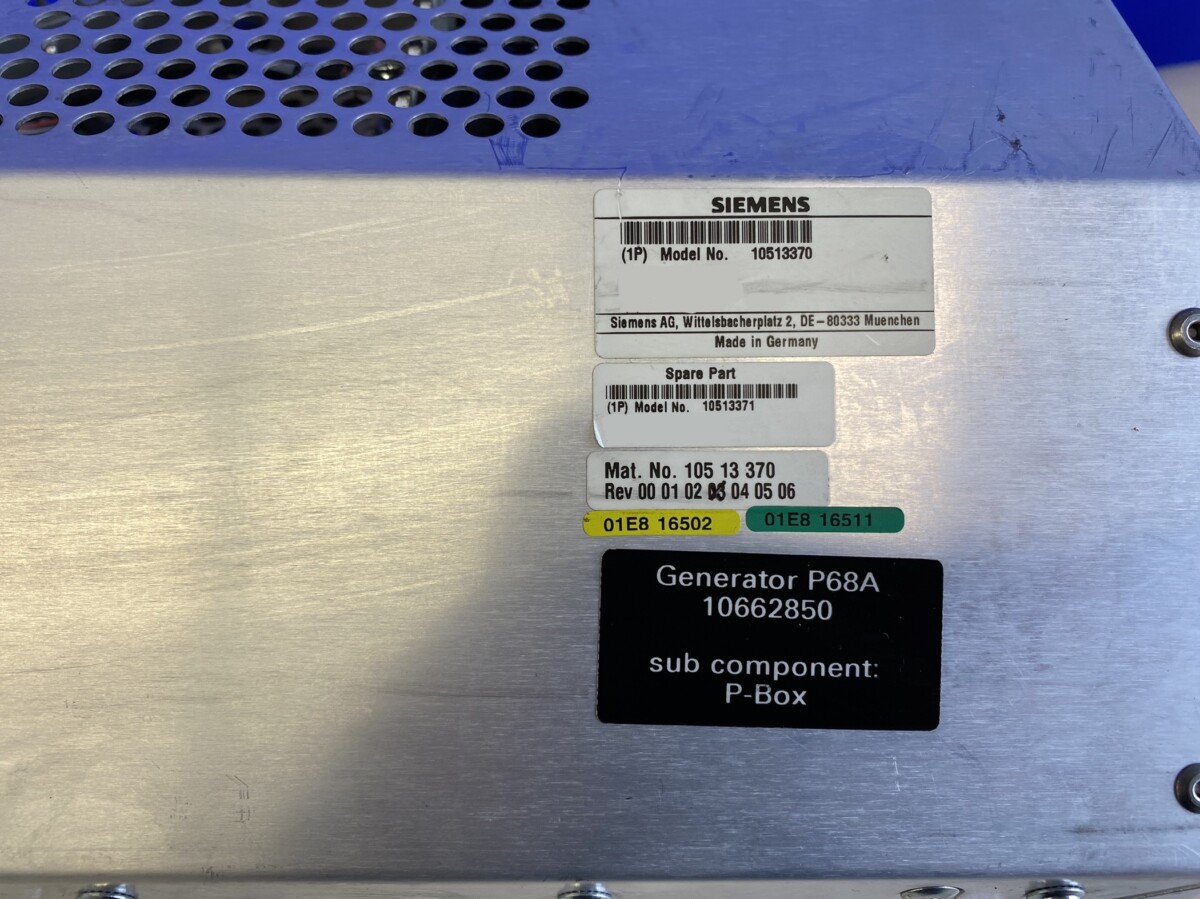 SIEMENS
(1P) Model No. 10513370
Siemens AG, Wittelsbacherplatz 2, DE-80333 Muenchen
Made in Germany
Spare Part
(1P) Model No. 10513371
Mat. No. 105 13 370
Rev 00 01 02 03 04 05 06
01E8 16502
01E8 16511
Generator P68A
10662850
sub component:
P-Box